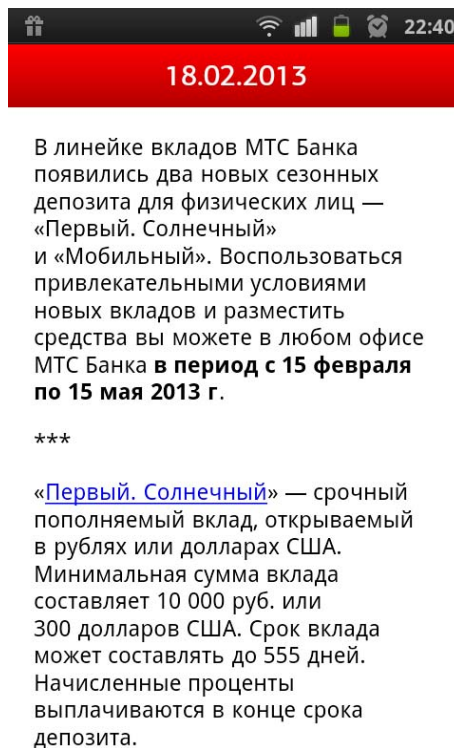 22:40
18.02.2013
В линейке вкладов МТС Банка
появились два новых сезонных
депозита для физических лиц —
«Первый. Солнечный»
и «Мобильный». Воспользоваться
привлекательными условиями
новых вкладов и разместить
средства вы можете в любом офисе
МТС Банка в период с 15 февраля
по 15 мая 2013 г.
***
«Первый. Солнечный» — срочный
пополняемый вклад, открываемый
в рублях или долларах США.
Минимальная сумма вклада
составляет 10 000 руб. или
300 долларов США. Срок вклада
может составлять до 555 дней.
Начисленные проценты
выплачиваются в конце срока
депозита.